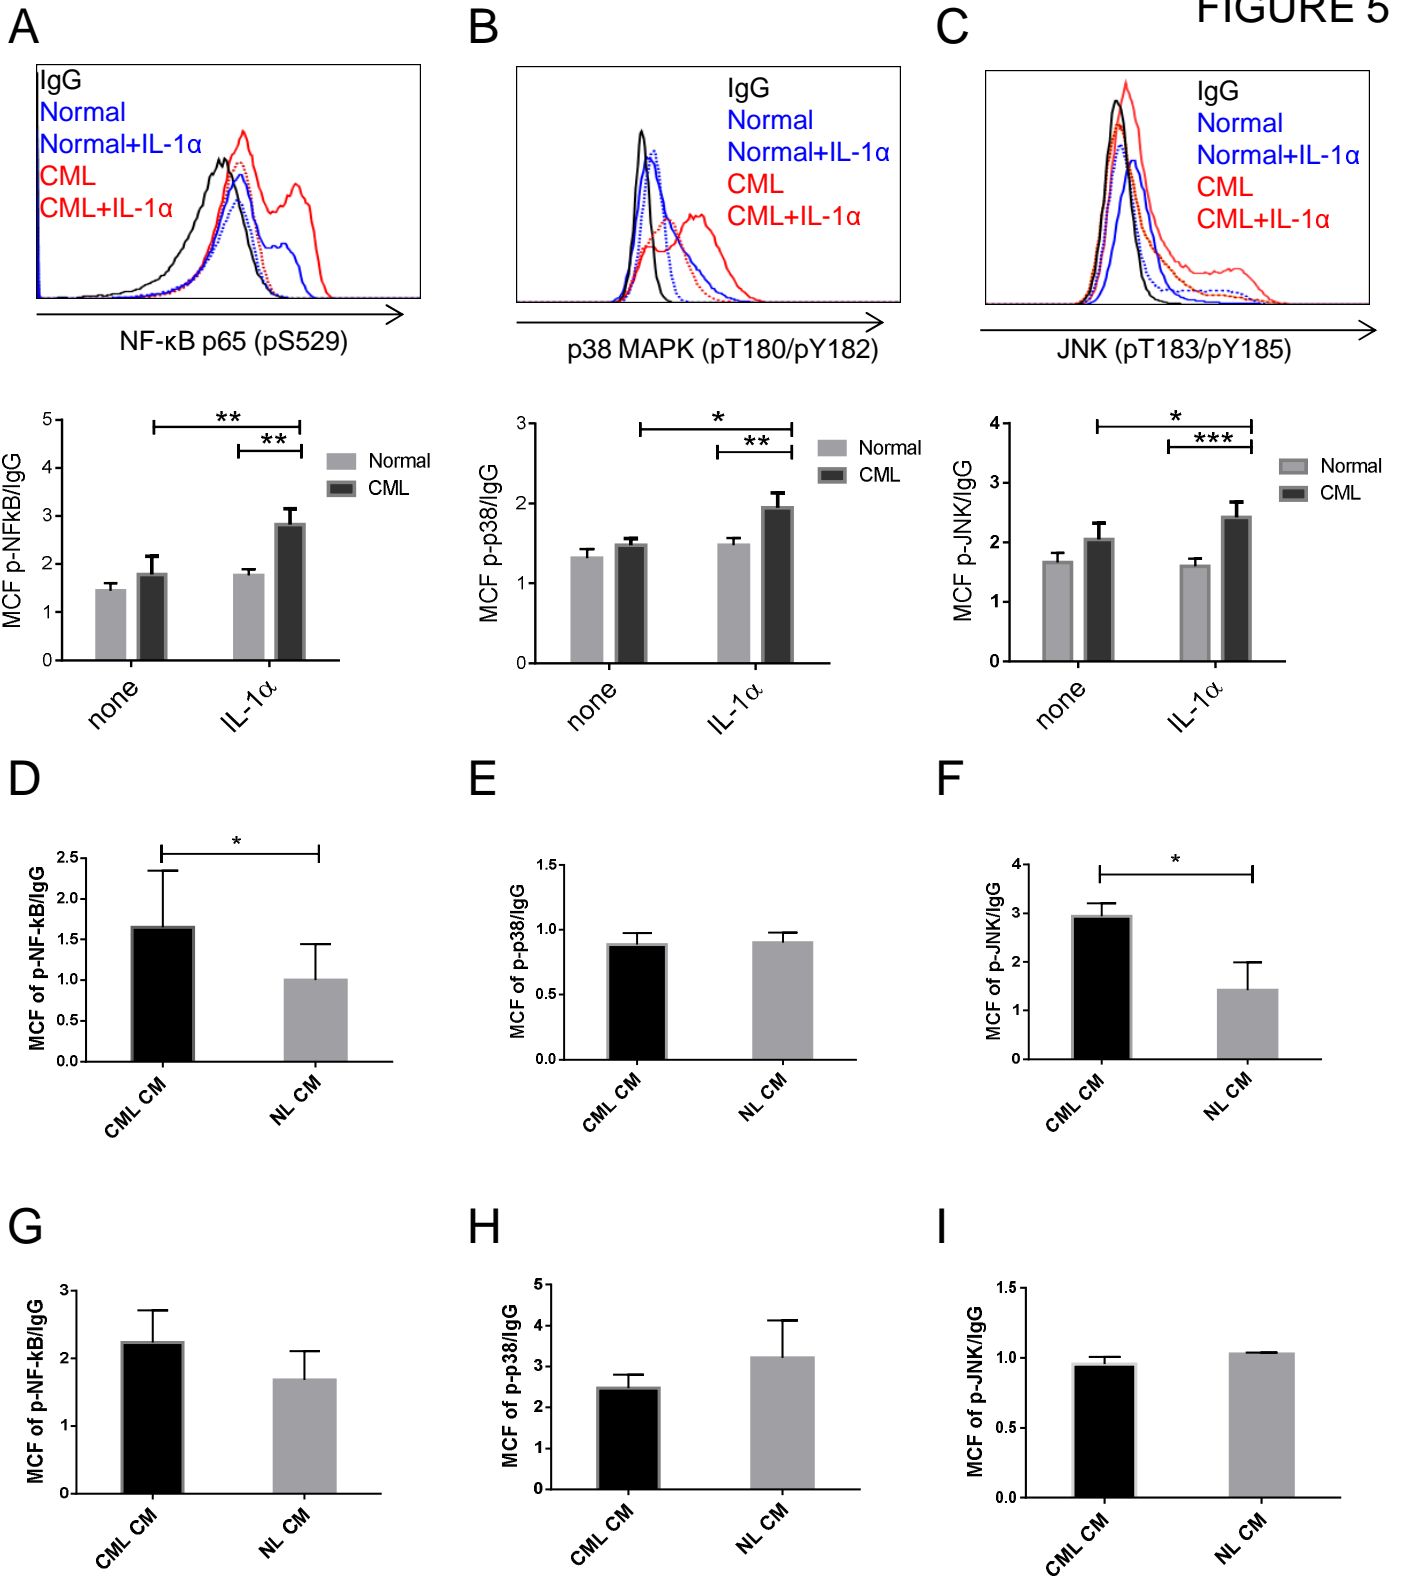 FIGURE 5
A
IgG
Normal
Normal+IL-1α
CML
CML+IL-1α
NF-κB p65 (pS529)
B
IgG
Normal
Normal+IL-1α
CML
CML+IL-1α
p38 MAPK (pT180/pY182)
C
IgG
Normal
Normal+IL-1α
CML
CML+IL-1α
JNK (pT183/pY185)
MCF p-NFkB/IgG
5
4
3
2
1
0
**
**
Normal
CML
none
IL-1α
MCF p-p38/IgG
3
2
1
0
*
**
Normal
CML
none
IL-1α
MCF p-JNK/IgG
4
3
2
1
0
*
***
Normal
CML
none
IL-1α
D
MCF of p-NF-kB/IgG
2.5
2.0
1.5
1.0
0.5
0.0
*
CML CM
NL CM
E
MCF of p-p38/IgG
1.5
1.0
0.5
0.0
CML CM
NL CM
F
MCF of p-JNK/IgG
4
3
2
1
0
*
CML CM
NL CM
G
MCF of p-NF-kB/IgG
3
2
1
0
CML CM
NL CM
H
MCF of p-p38/IgG
5
4
3
2
1
0
CML CM
NL CM
I
MCF of p-JNK/IgG
1.5
1.0
0.5
0.0
CML CM
NL CM